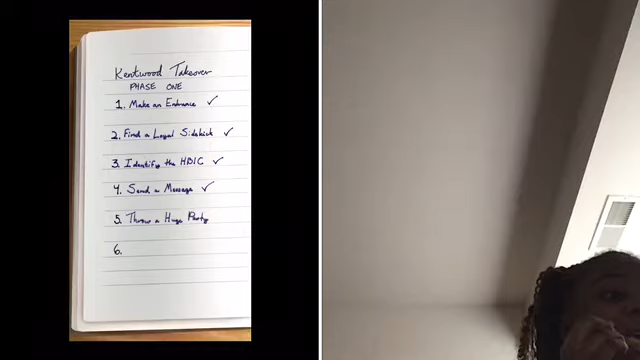 Kentwood Takeover
PHASE ONE
1. Make an Entrance ✓
2. Find a Loyal Sidekick ✓
3. Identify the HBIC ✓
4. Send a Message ✓
5. Throw a Huge Party
6.